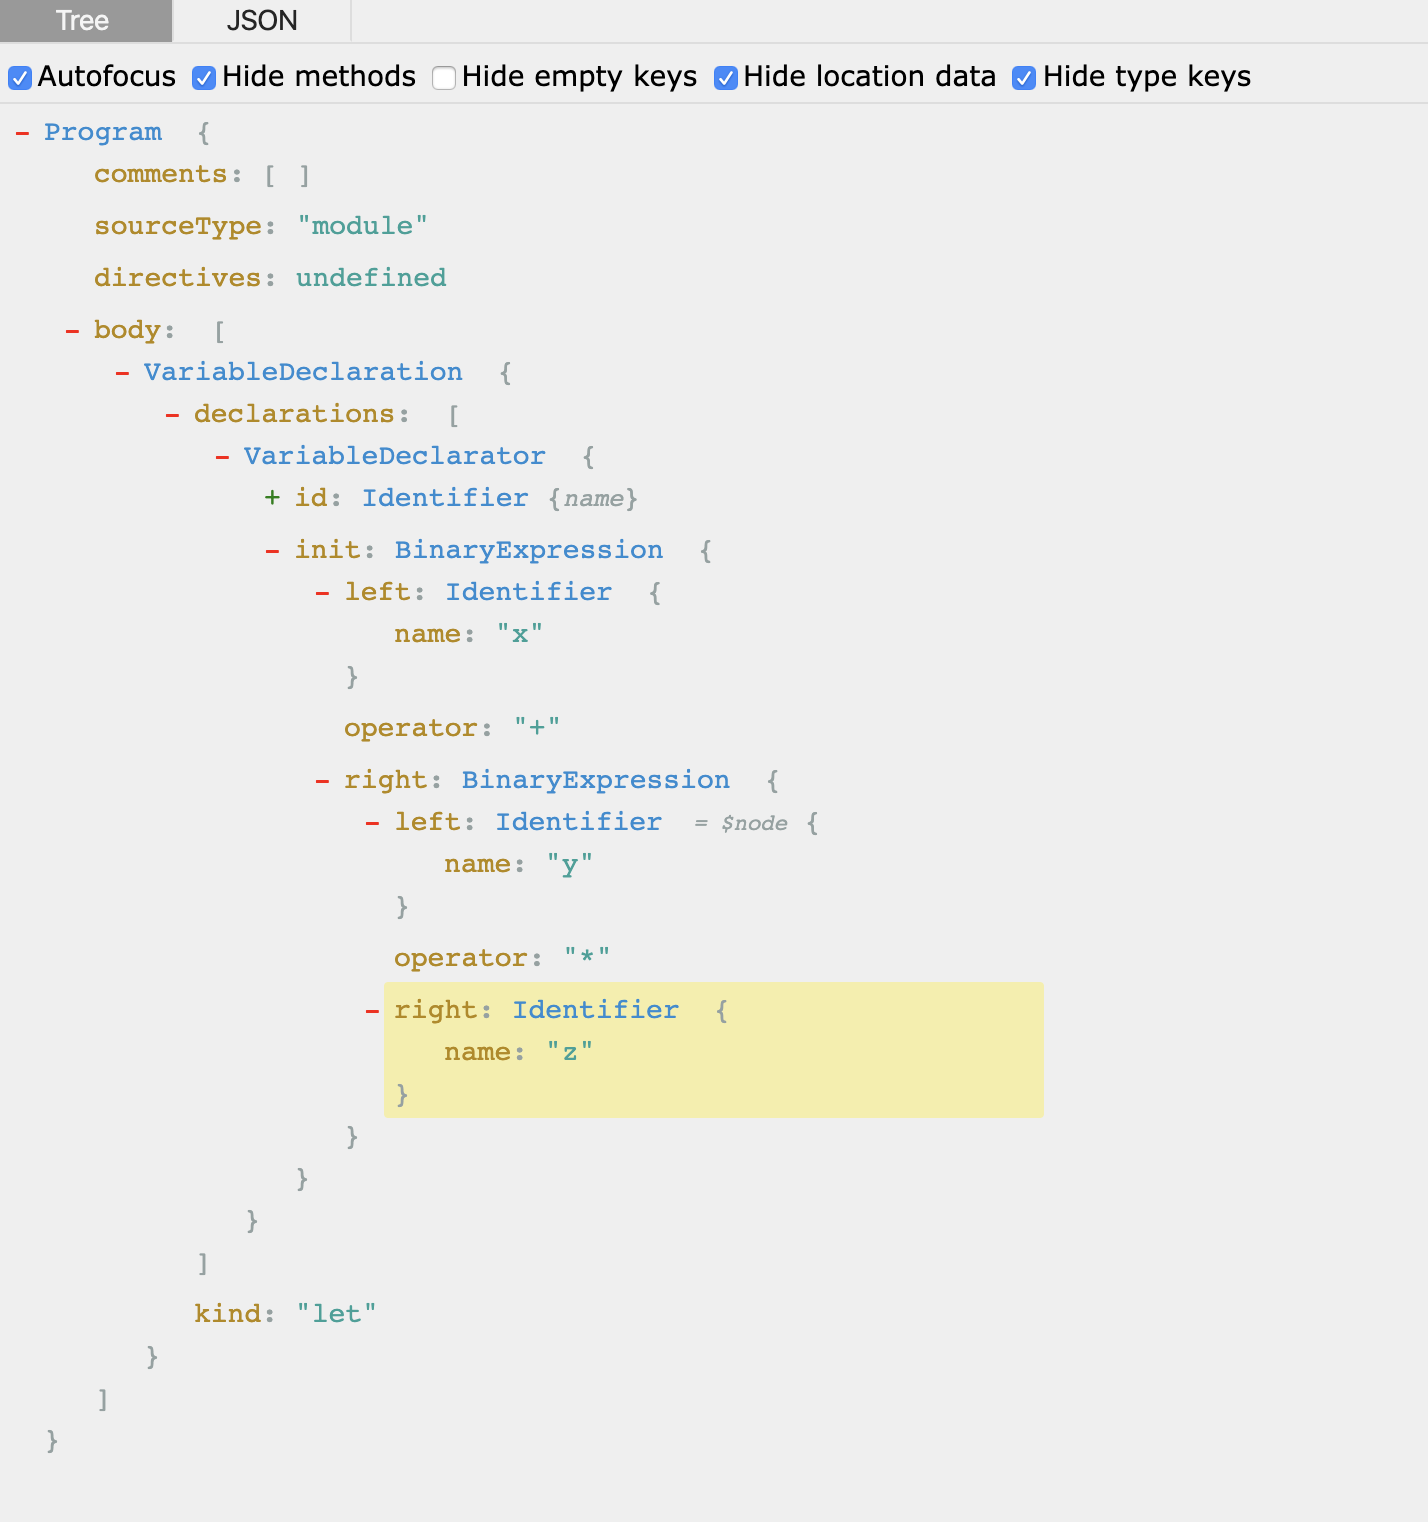 Tree JSON
Autofocus Hide methods Hide empty keys Hide location data Hide type keys
- Program {
comments: [ ]
sourceType: "module"
directives: undefined
- body: [
- VariableDeclaration {
- declarations: [
- VariableDeclarator {
+ id: Identifier {name}
- init: BinaryExpression {
- left: Identifier {
name: "x"
}
operator: "+"
- right: BinaryExpression {
- left: Identifier = $node {
name: "y"
}
operator: "*"
- right: Identifier {
name: "z"
}
}
}
}
]
kind: "let"
}
]
}